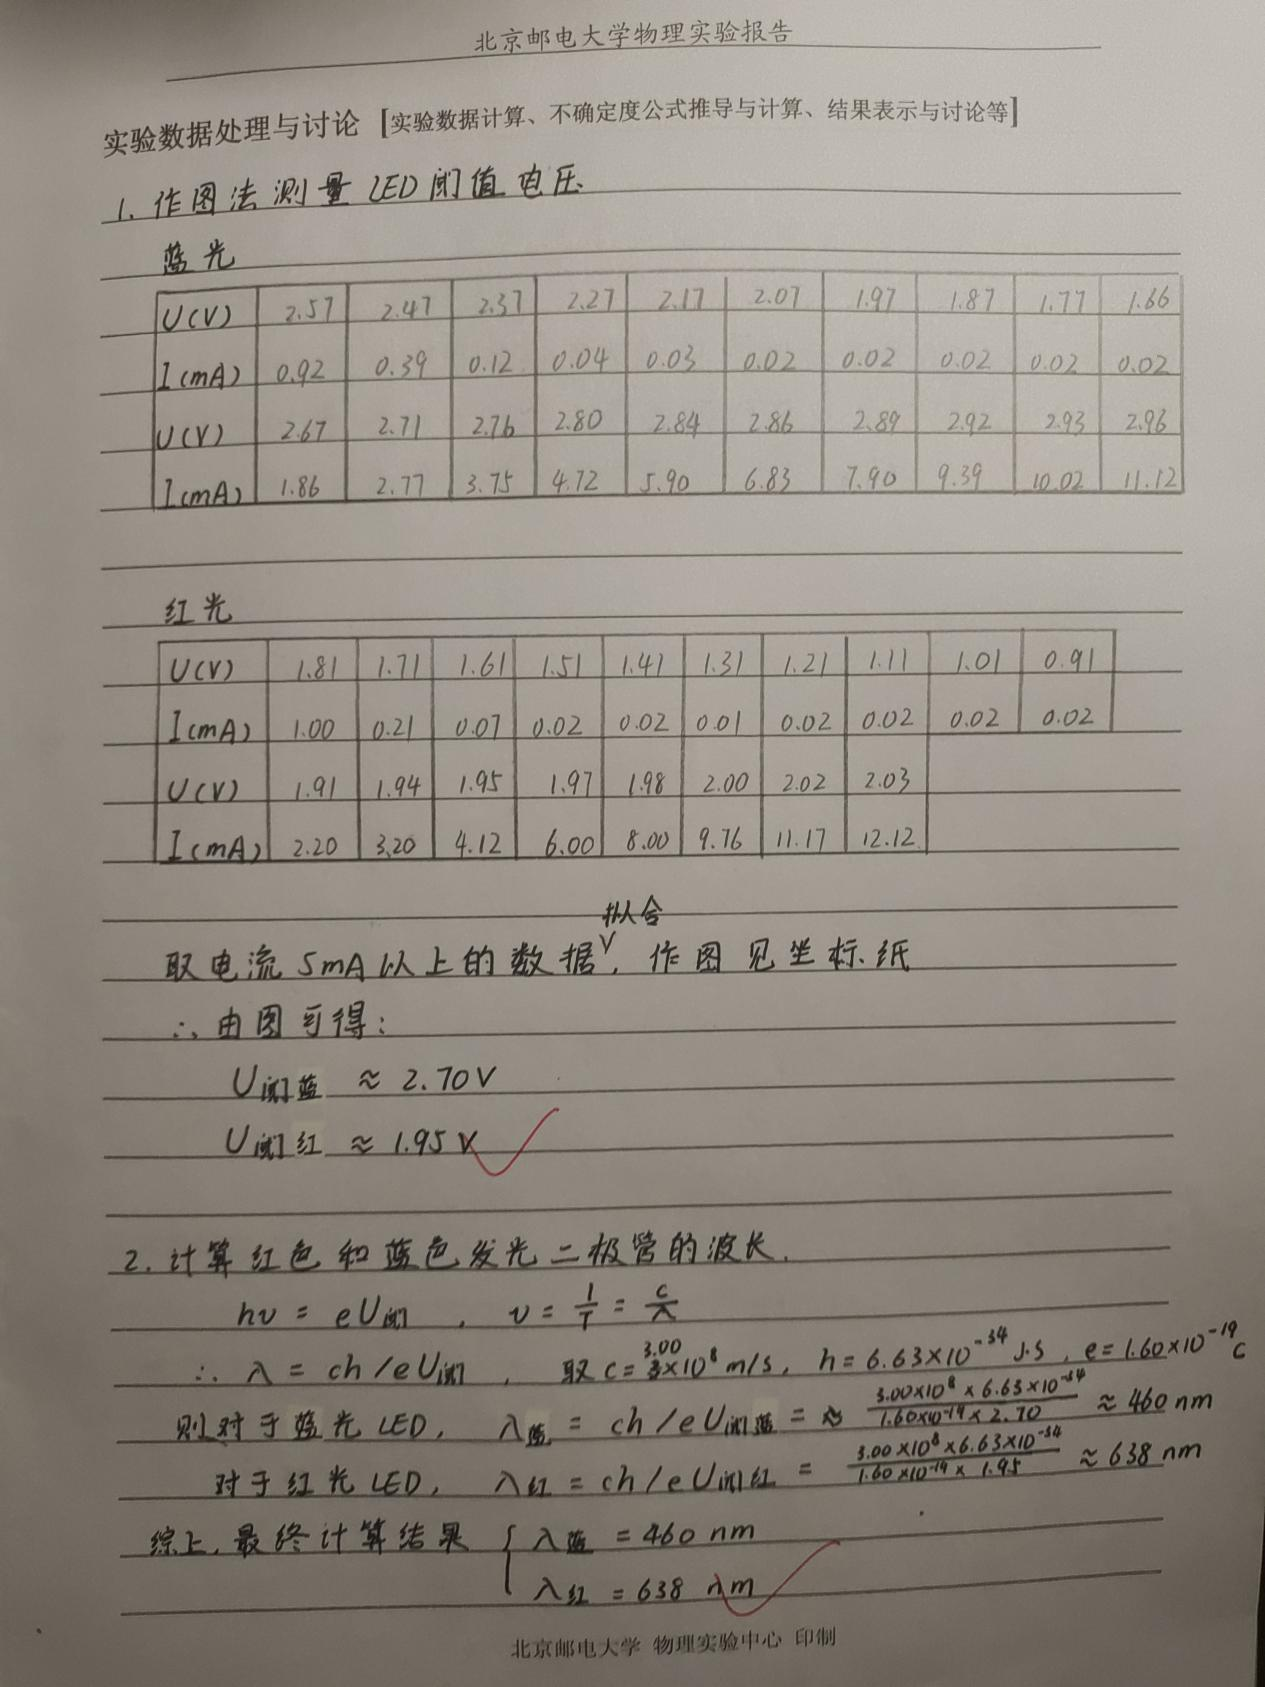 北京邮电大学物理实验报告
实验数据处理与讨论 [实验数据计算、不确定度公式推导与计算、结果表示与讨论等]
1. 作图法测量LED阈值电压
蓝光
U(V) 2.57 2.47 2.37 2.27 2.17 2.07 1.97 1.87 1.77 1.66
I(mA) 0.92 0.39 0.12 0.04 0.03 0.02 0.02 0.02 0.02 0.02
U(V) 2.67 2.71 2.76 2.80 2.84 2.86 2.89 2.92 2.93 2.96
I(mA) 1.86 2.77 3.75 4.72 5.90 6.83 7.90 9.39 10.02 11.12
红光
U(V) 1.81 1.71 1.61 1.51 1.41 1.31 1.21 1.11 1.01 0.91
I(mA) 1.00 0.21 0.07 0.02 0.02 0.01 0.02 0.02 0.02 0.02
U(V) 1.91 1.94 1.95 1.97 1.98 2.00 2.02 2.03
I(mA) 2.20 3.20 4.12 6.00 8.00 9.76 11.17 12.12
取电流5mA以上的数据拟合，作图见坐标纸
∴由图可得：
U阈蓝 ≈ 2.70V
U阈红 ≈ 1.95V
2. 计算红色和蓝色发光二极管的波长.
hν = eU阈 , ν = 1/T = c/λ
∴ λ = ch/eU阈 , 取c=3.00×10⁸m/s, h=6.63×10⁻³⁴J·S, e=1.60×10⁻¹⁹C
则对于蓝光LED, λ蓝 = ch/eU阈蓝 = (3.00×10⁸×6.63×10⁻³⁴)/(1.60×10⁻¹⁹×2.70) ≈ 460nm
对于红光LED, λ红 = ch/eU阈红 = (3.00×10⁸×6.63×10⁻³⁴)/(1.60×10⁻¹⁹×1.95) ≈ 638nm
综上, 最终计算结果 { λ蓝 = 460nm
λ红 = 638nm
北京邮电大学 物理实验中心 印制